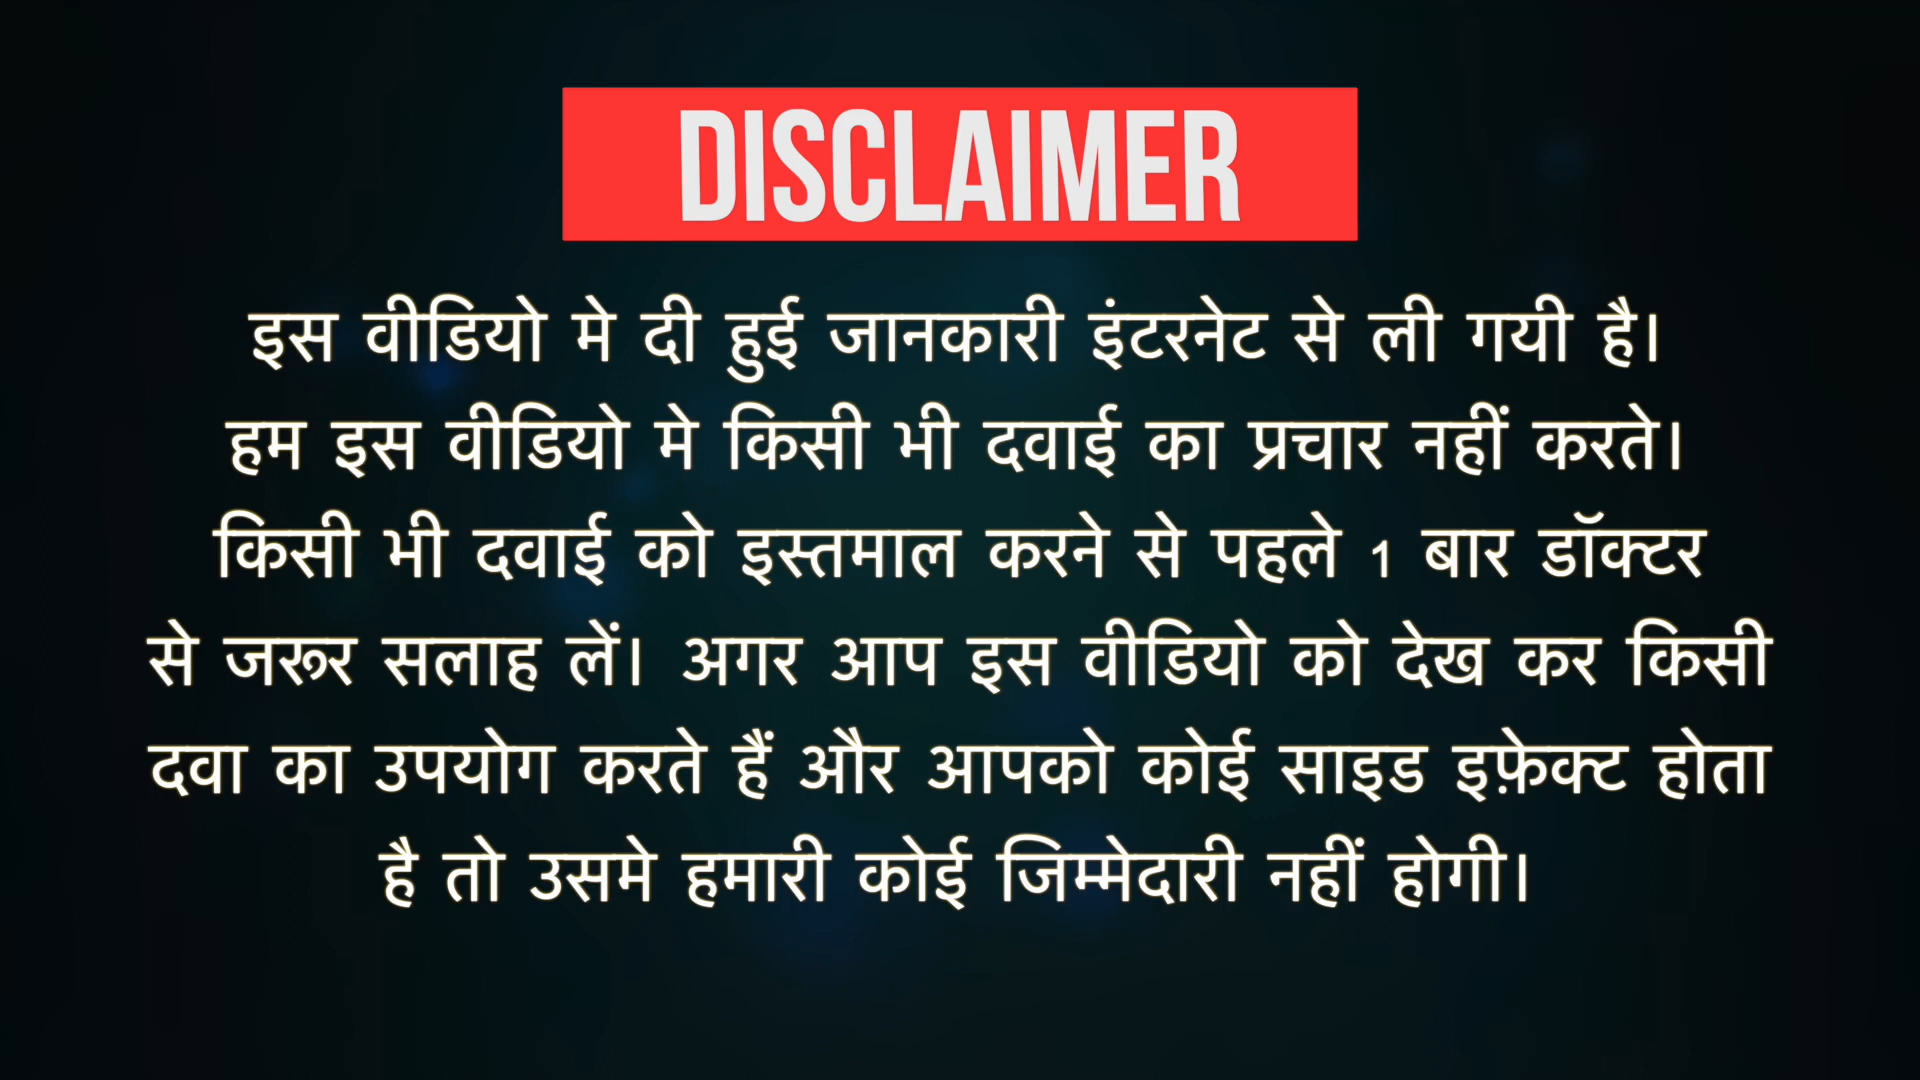 DISCLAIMER
इस वीडियो मे दी हुई जानकारी इंटरनेट से ली गयी है।
हम इस वीडियो मे किसी भी दवाई का प्रचार नहीं करते।
किसी भी दवाई को इस्तमाल करने से पहले 1 बार डॉक्टर
से जरूर सलाह लें। अगर आप इस वीडियो को देख कर किसी
दवा का उपयोग करते हैं और आपको कोई साइड इफ़ेक्ट होता
है तो उसमे हमारी कोई जिम्मेदारी नहीं होगी।